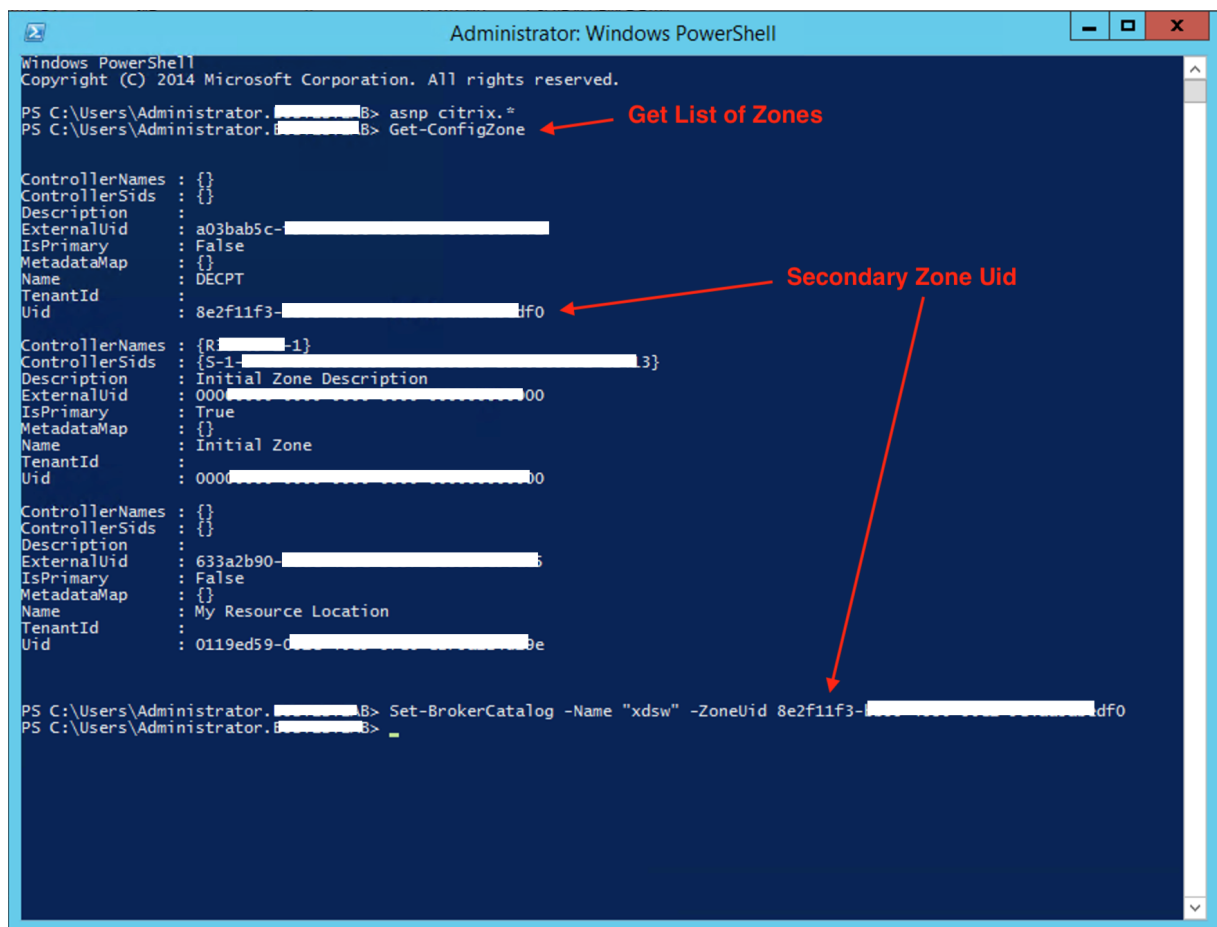 Administrator: Windows PowerShell
Windows PowerShell
Copyright (C) 2014 Microsoft Corporation. All rights reserved.
PS C:\Users\Administrator. B> asnp citrix.*
PS C:\Users\Administrator. B> Get-ConfigZone
Get List of Zones
ControllerNames : {}
ControllerSids : {}
Description :
ExternalUid : a03bab5c-
IsPrimary : False
MetadataMap : {}
Name : DECPT
TenantId :
Uid : 8e2f11f3- df0
Secondary Zone Uid
ControllerNames : {R -1}
ControllerSids : {S-1- 13}
Description : Initial Zone Description
ExternalUid : 000 00
IsPrimary : True
MetadataMap : {}
Name : Initial Zone
TenantId :
Uid : 000 00
ControllerNames : {}
ControllerSids : {}
Description :
ExternalUid : 633a2b90-
IsPrimary : False
MetadataMap : {}
Name : My Resource Location
TenantId :
Uid : 0119ed59- 9e
PS C:\Users\Administrator. B> Set-BrokerCatalog -Name "xdsw" -ZoneUid 8e2f11f3- edf0
PS C:\Users\Administrator. B>